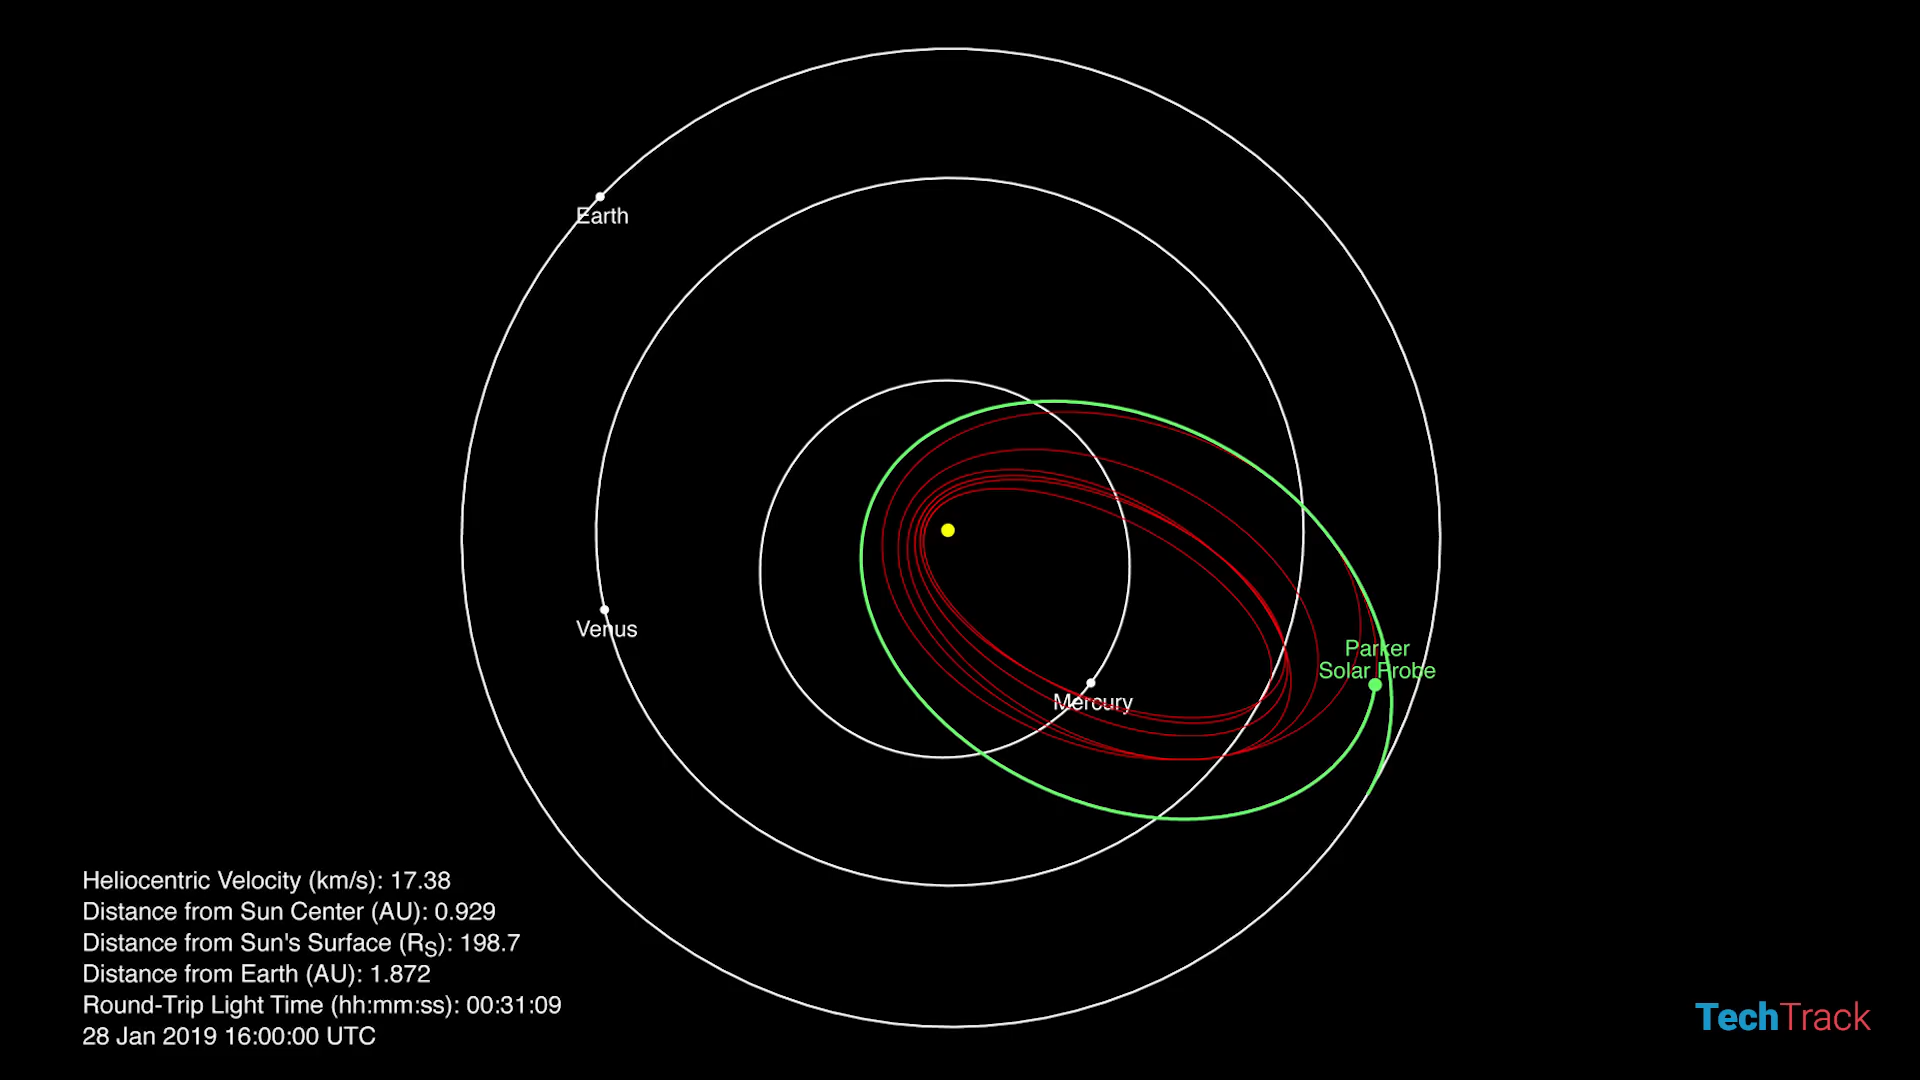 Earth
Venus
Parker
Solar Probe
Mercury
Heliocentric Velocity (km/s): 17.38
Distance from Sun Center (AU): 0.929
Distance from Sun's Surface (RS): 198.7
Distance from Earth (AU): 1.872
Round-Trip Light Time (hh:mm:ss): 00:31:09
28 Jan 2019 16:00:00 UTC
TechTrack